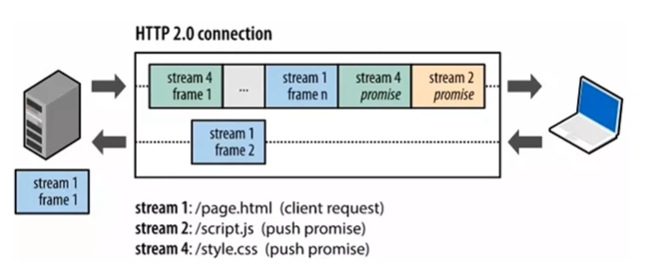 HTTP 2.0 connection
stream 4
frame 1
...
stream 1
frame n
stream 4
promise
stream 2
promise
stream 1
frame 2
stream 1
frame 1
stream 1: /page.html (client request)
stream 2: /script.js (push promise)
stream 4: /style.css (push promise)